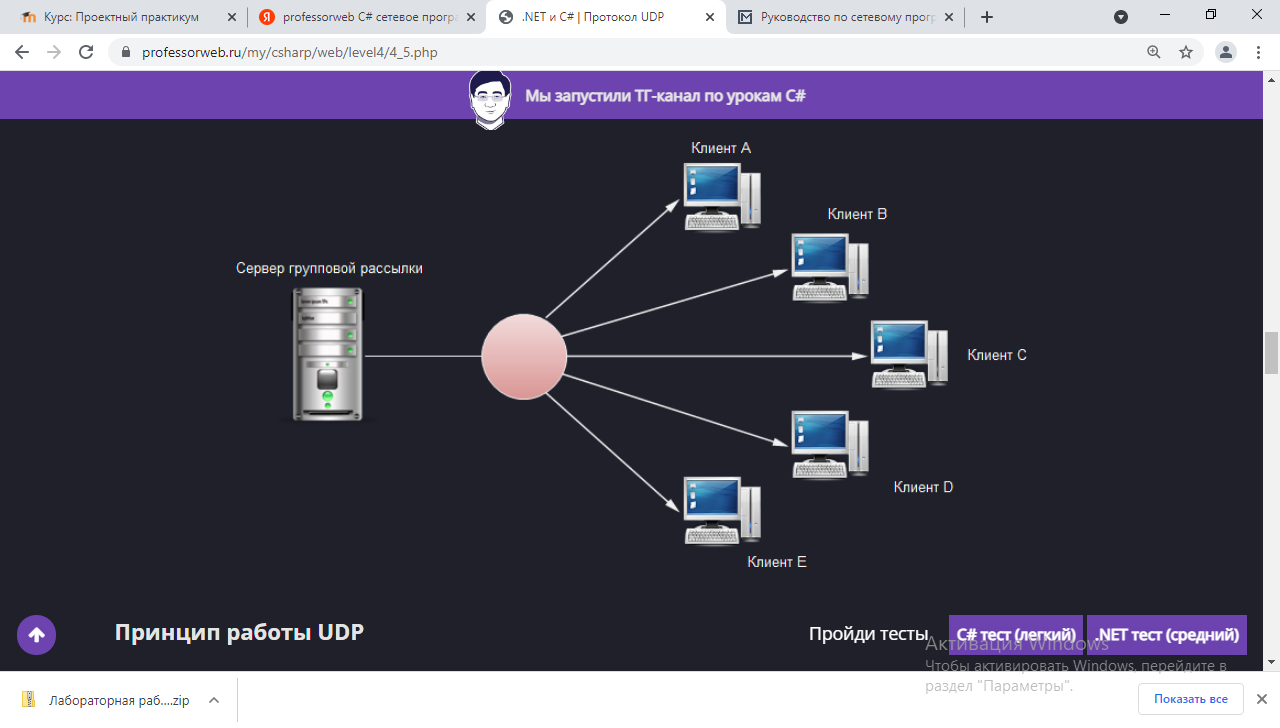 Курс: Проектный практикум
professorweb C# сетевое програ
.NET и C# | Протокол UDP
Руководство по сетевому прог
professorweb.ru/my/csharp/web/level4/4_5.php
Мы запустили ТГ-канал по урокам C#
Клиент A
Клиент B
Сервер групповой рассылки
Клиент C
Клиент D
Клиент E
Принцип работы UDP
Пройди тесты
C# тест (легкий)
.NET тест (средний)
Активация Windows
Чтобы активировать Windows, перейдите в
раздел "Параметры".
Лабораторная раб....zip
Показать все